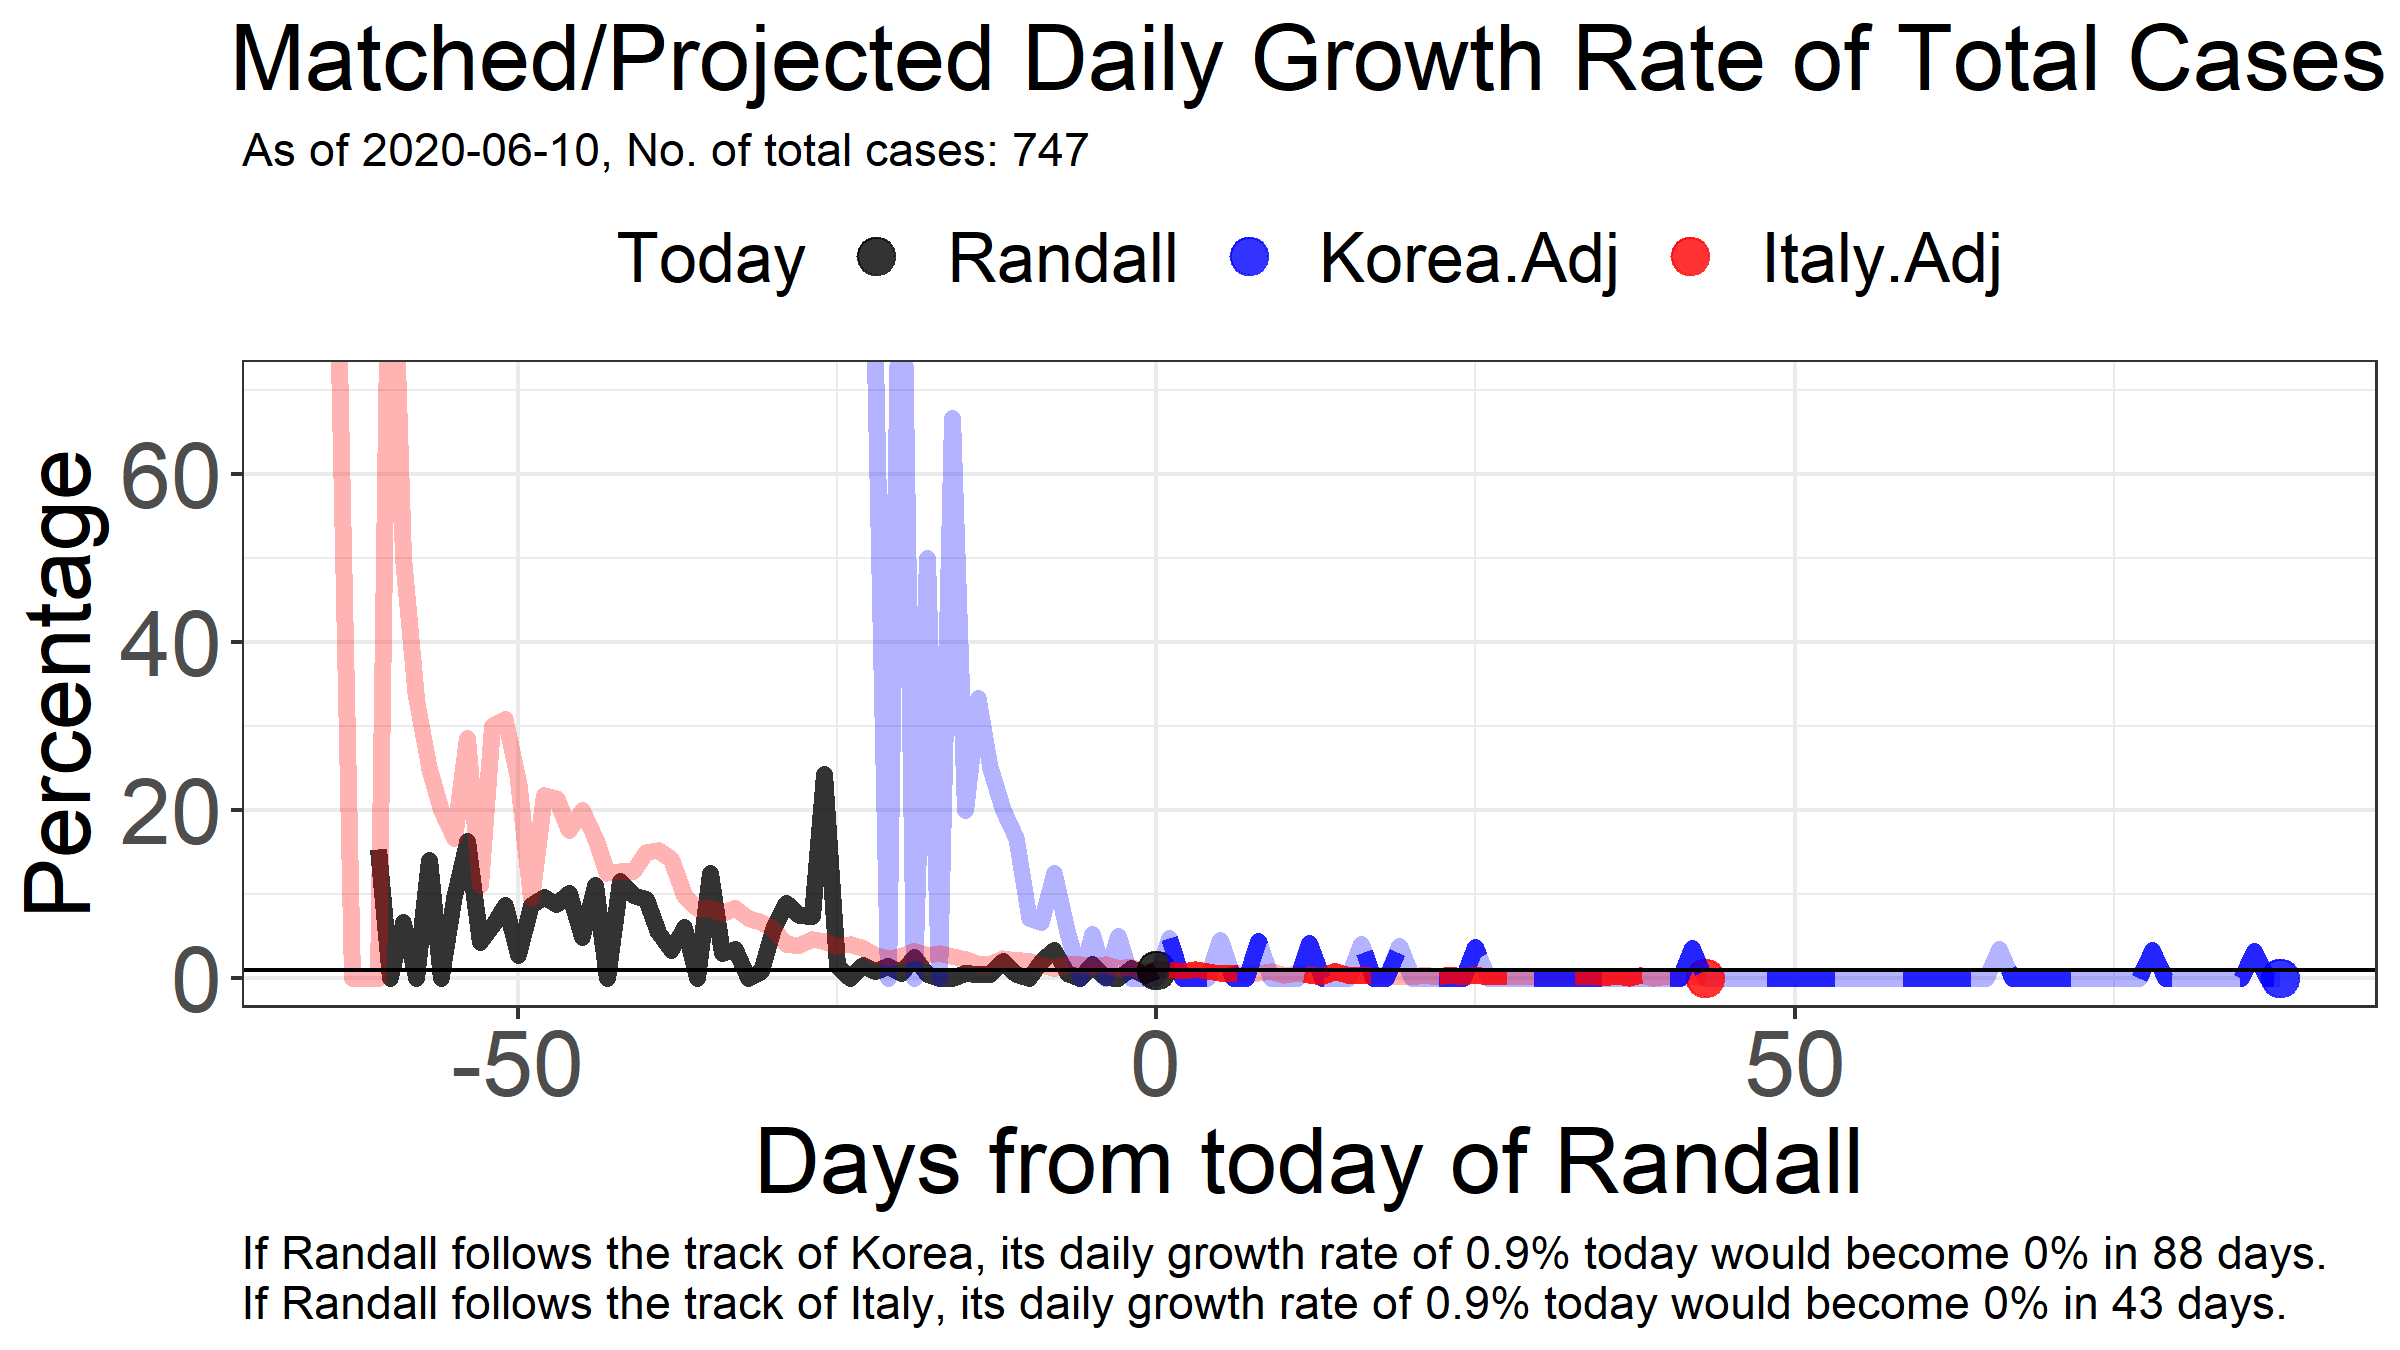 Matched/Projected Daily Growth Rate of Total Cases
As of 2020-06-10, No. of total cases: 747
Today Randall Korea.Adj Italy.Adj
Percentage
60
40
20
0
-50 0 50
Days from today of Randall
If Randall follows the track of Korea, its daily growth rate of 0.9% today would become 0% in 88 days.
If Randall follows the track of Italy, its daily growth rate of 0.9% today would become 0% in 43 days.